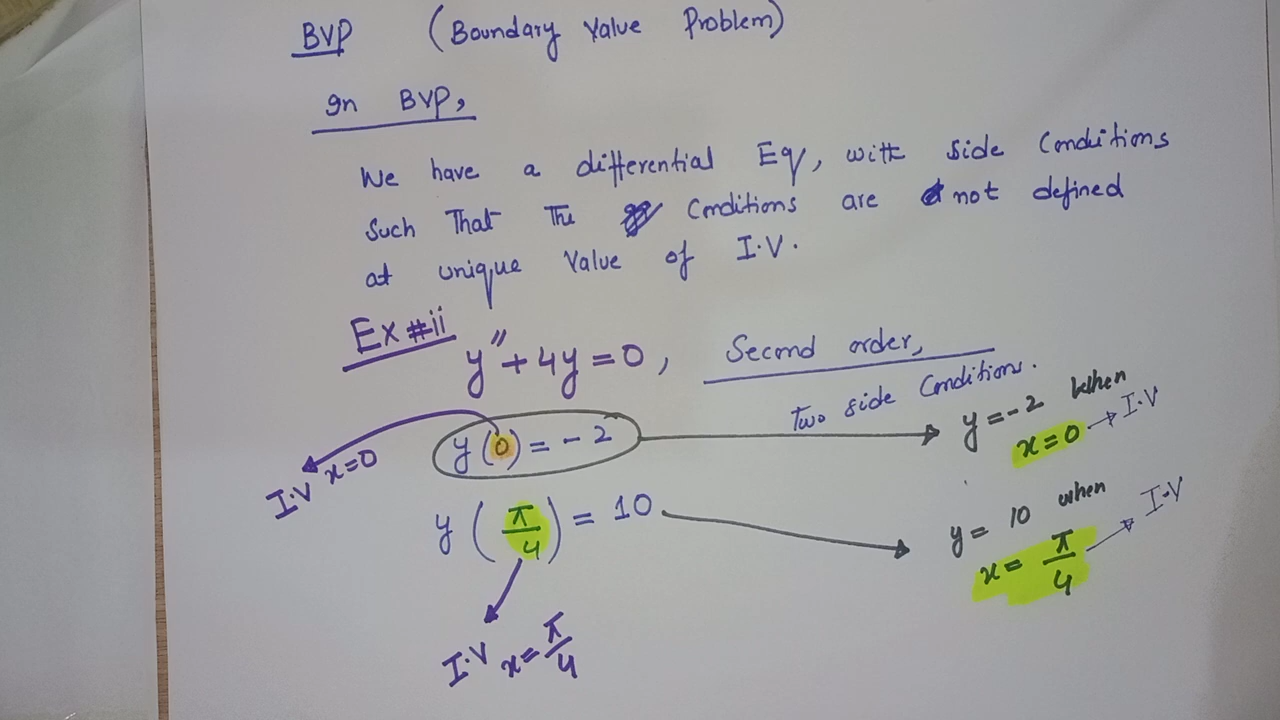 BVP (Boundary Value Problem)
In BVP,
We have a differential Eq, with side Conditions
Such That The Conditions are not defined
at unique Value of I.V.
Ex #ii
y″ + 4y = 0, Second order,
Two side Conditions.
y(0) = -2
y = -2 when
x = 0 → I.V
I.V x=0
y(π/4) = 10
y = 10 when
x = π/4 → I.V
I.V x = π/4